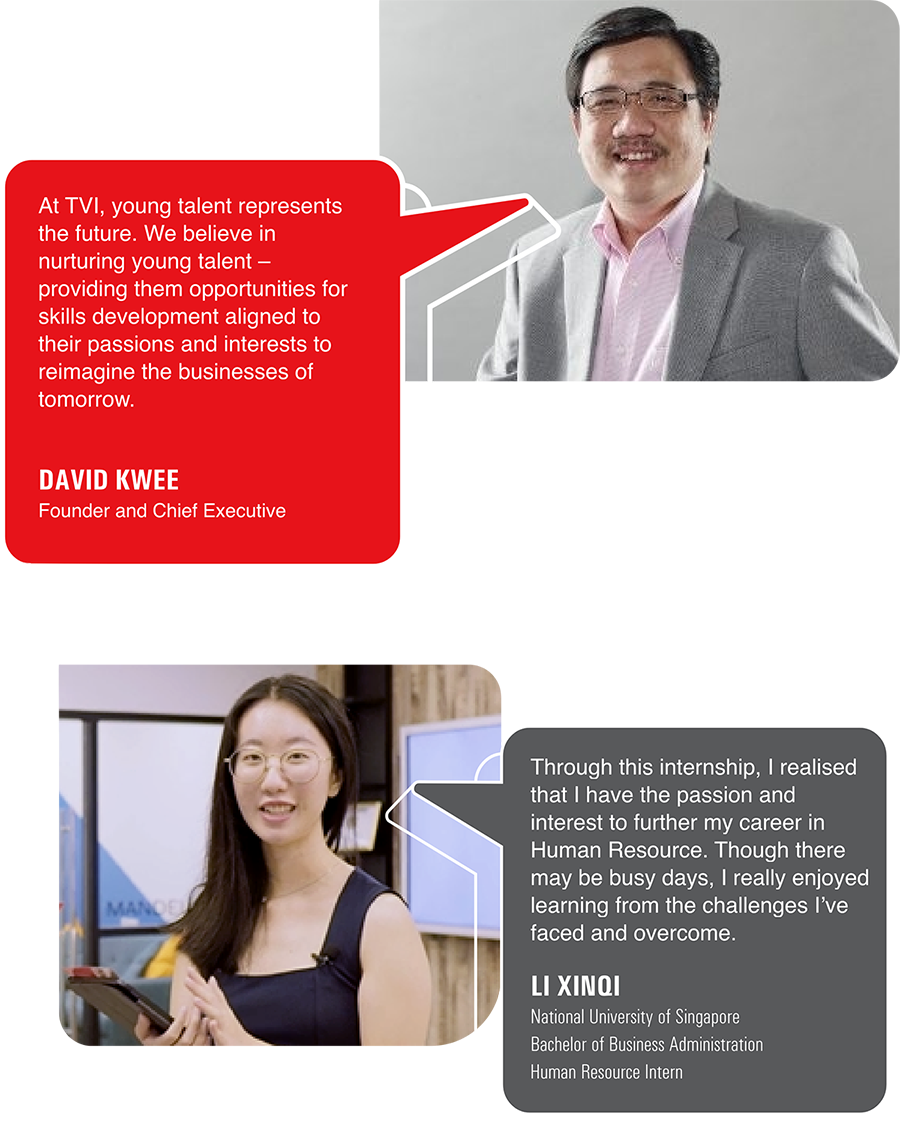 At TVI, young talent represents
the future. We believe in
nurturing young talent –
providing them opportunities for
skills development aligned to
their passions and interests to
reimagine the businesses of
tomorrow.
DAVID KWEE
Founder and Chief Executive
Through this internship, I realised
that I have the passion and
interest to further my career in
Human Resource. Though there
may be busy days, I really enjoyed
learning from the challenges I’ve
faced and overcome.
LI XINQI
National University of Singapore
Bachelor of Business Administration
Human Resource Intern